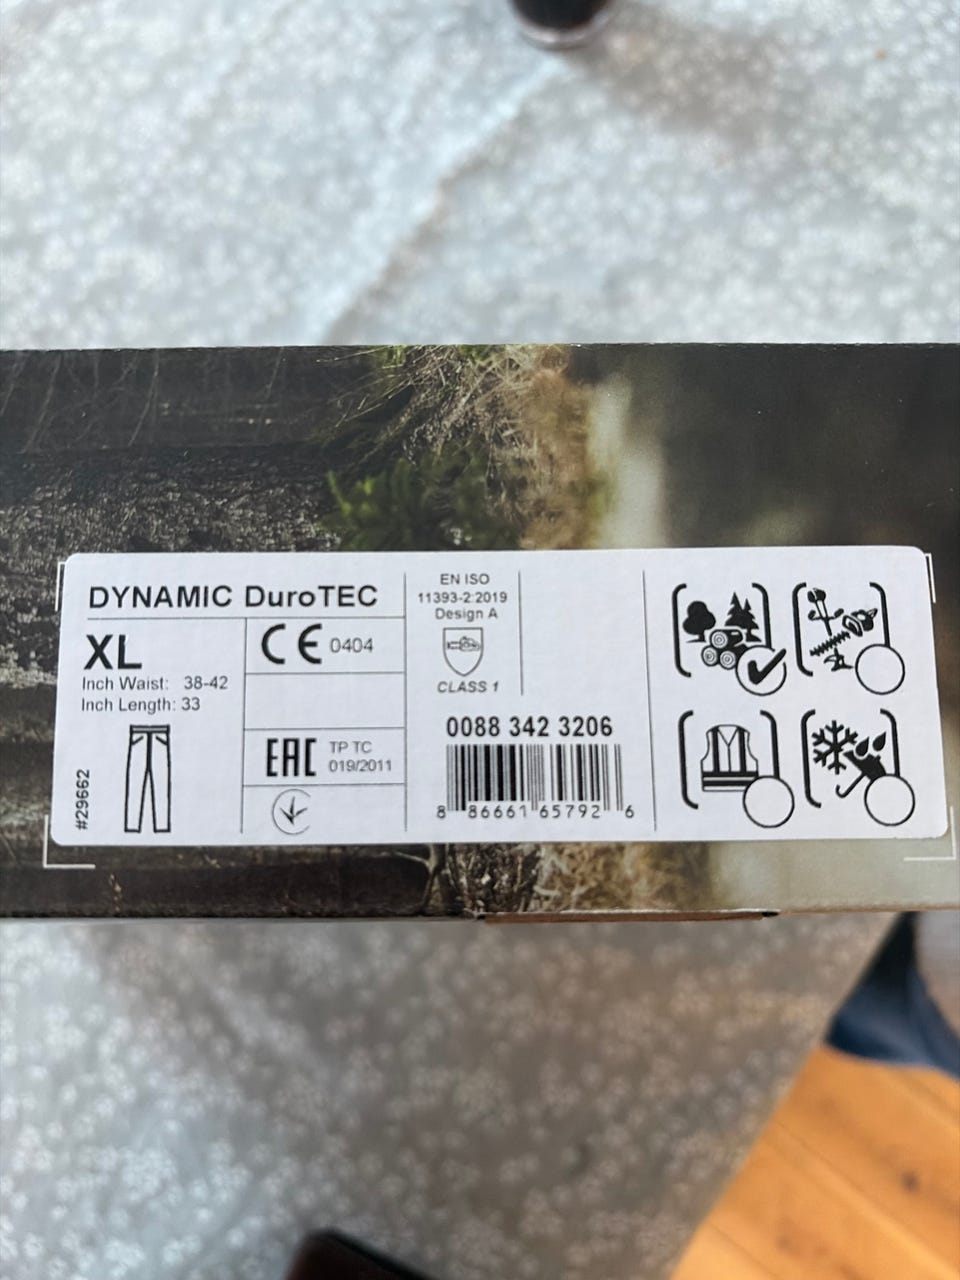 DYNAMIC DuroTEC
XL
Inch Waist: 38-42
Inch Length: 33
#29662
CE 0404
EAC TP TC
019/2011
EN ISO
11393-2:2019
Design A
CLASS 1
0088 342 3206
8 86661 65792 6